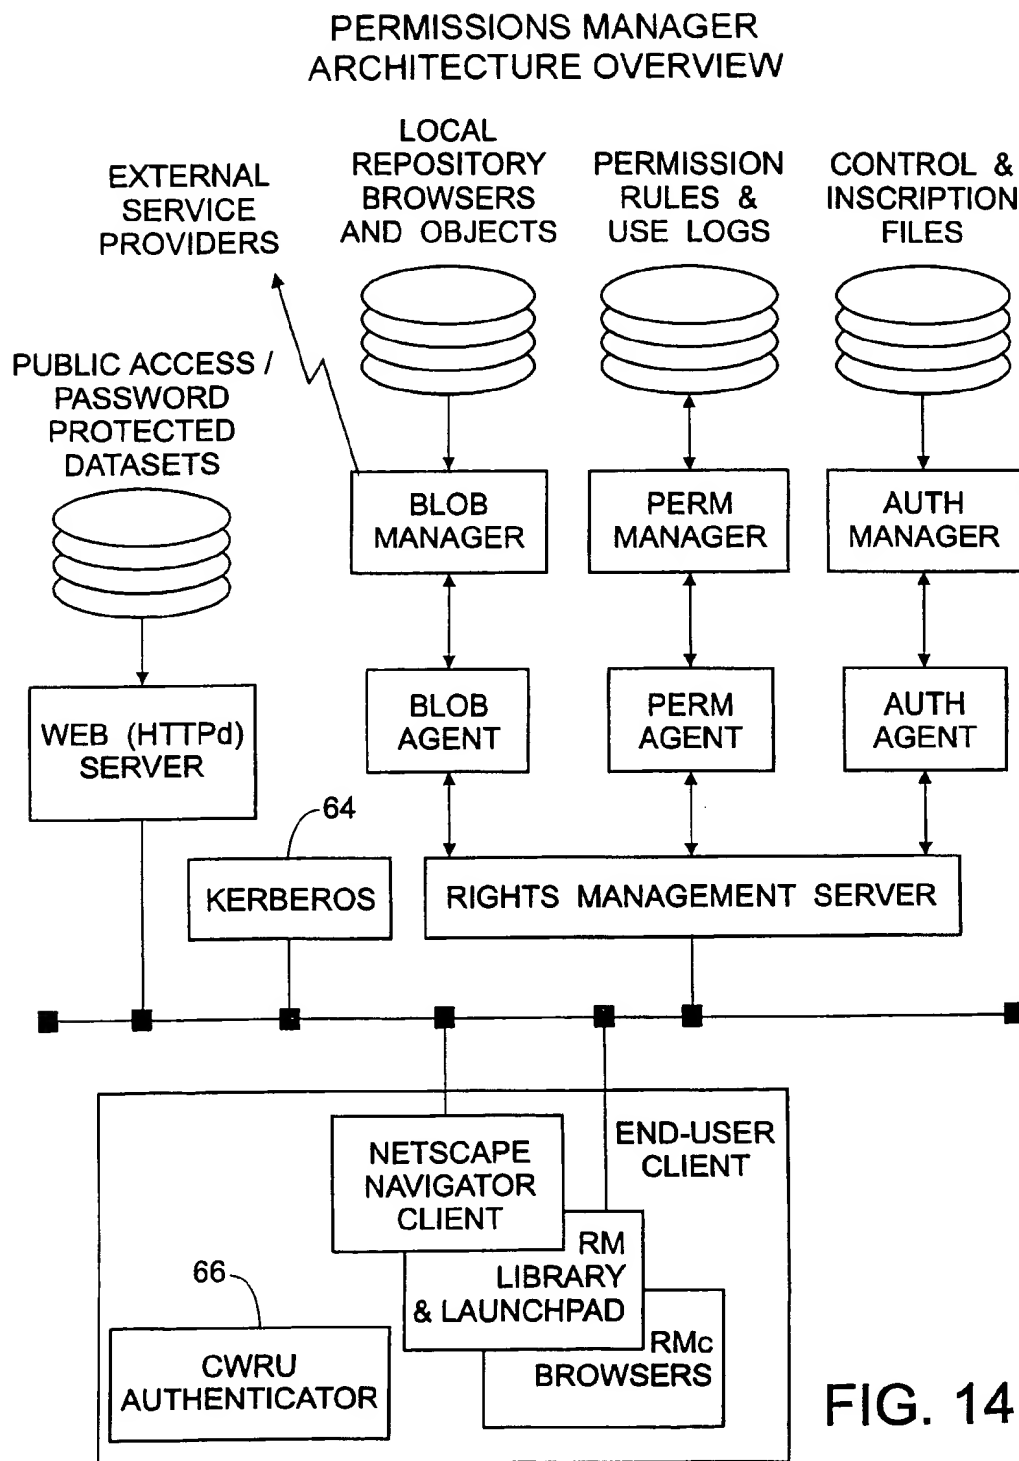 PERMISSIONS MANAGER
ARCHITECTURE OVERVIEW
EXTERNAL
SERVICE
PROVIDERS
LOCAL
REPOSITORY
BROWSERS
AND OBJECTS
PERMISSION
RULES &
USE LOGS
CONTROL &
INSCRIPTION
FILES
PUBLIC ACCESS /
PASSWORD
PROTECTED
DATASETS
BLOB
MANAGER
PERM
MANAGER
AUTH
MANAGER
WEB (HTTPd)
SERVER
BLOB
AGENT
PERM
AGENT
AUTH
AGENT
64
KERBEROS
RIGHTS MANAGEMENT SERVER
END-USER
CLIENT
NETSCAPE
NAVIGATOR
CLIENT
RM
LIBRARY
& LAUNCHPAD
RMc
BROWSERS
66
CWRU
AUTHENTICATOR
FIG. 14